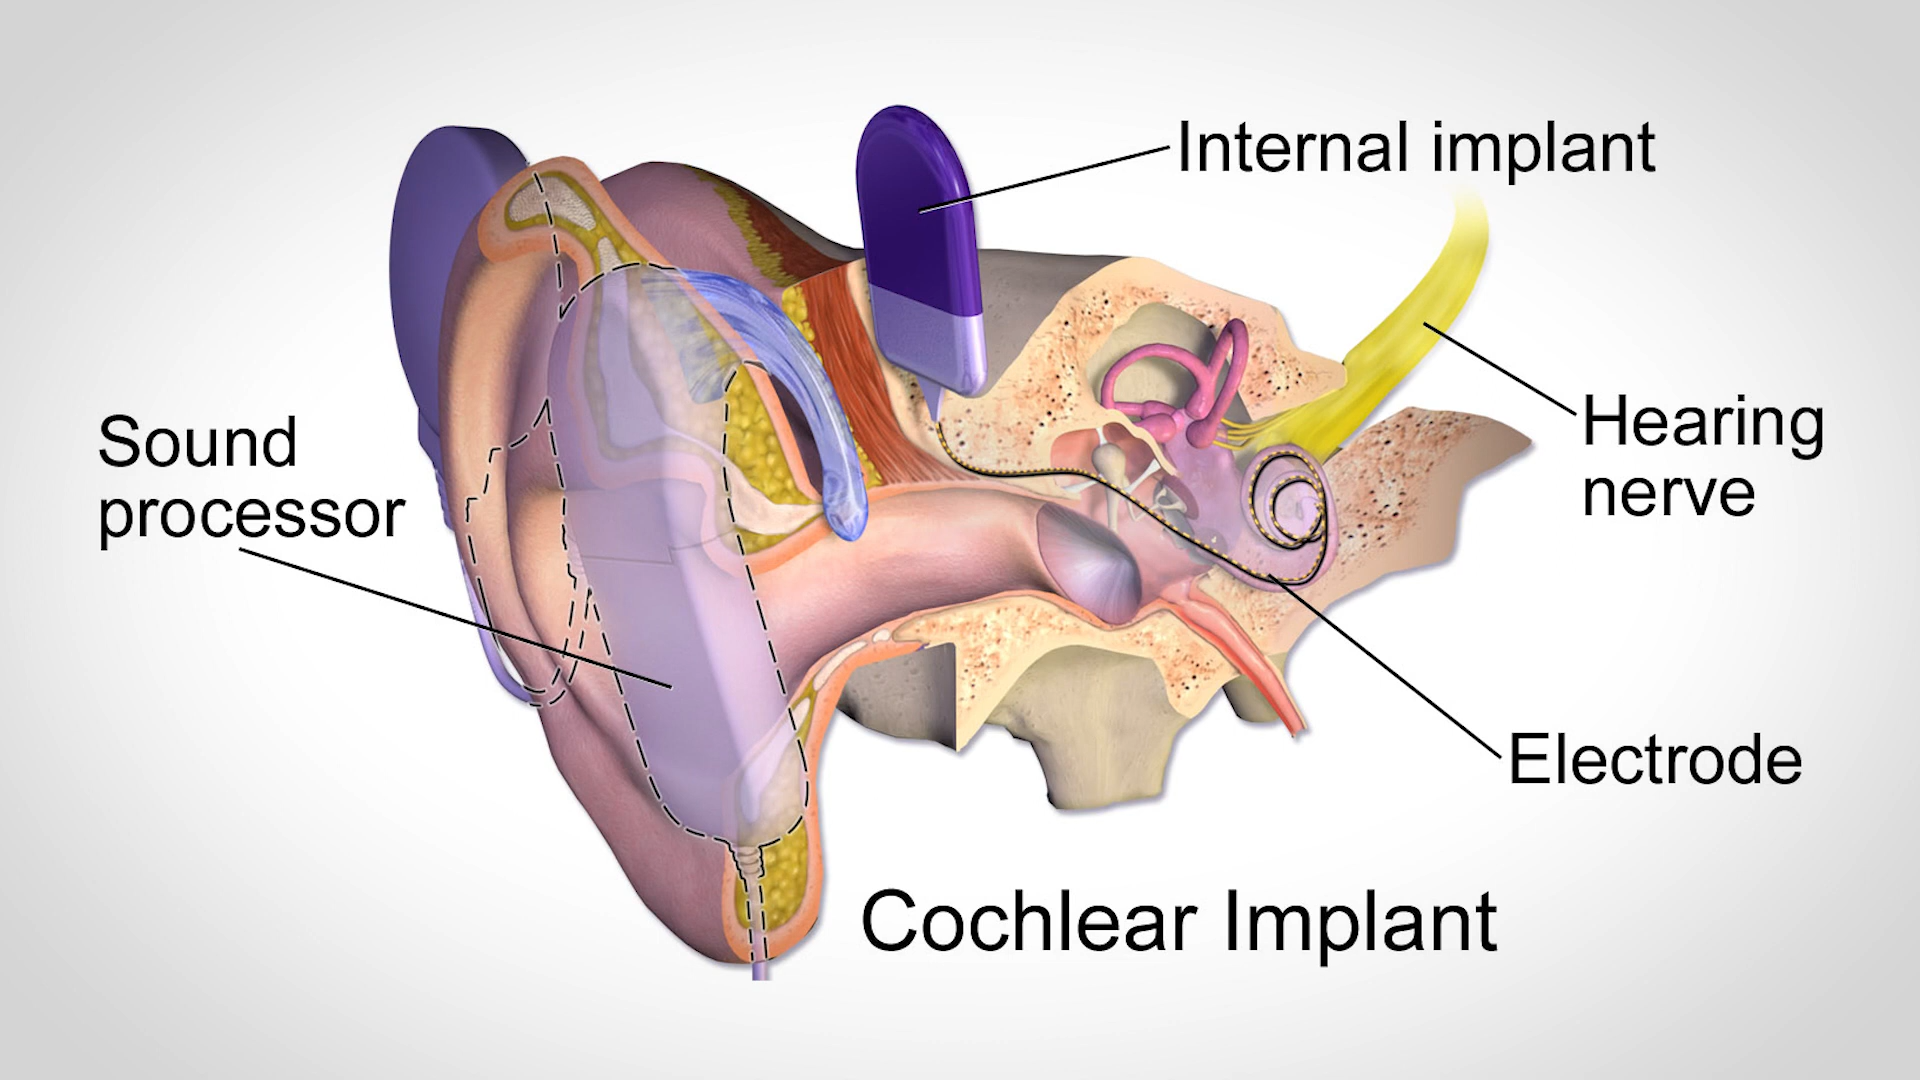 Internal implant
Sound
processor
Hearing
nerve
Electrode
Cochlear Implant